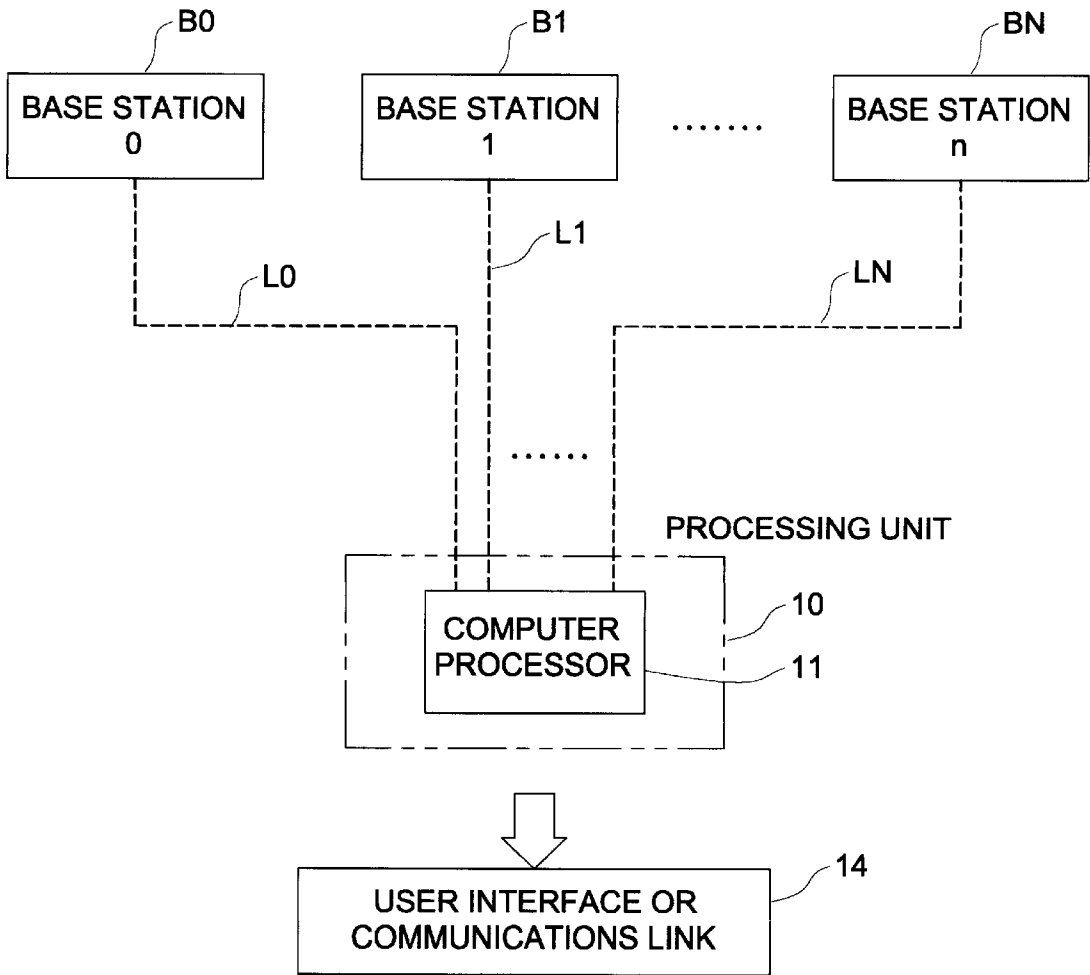 B0
B1
BN
BASE STATION
0
BASE STATION
1
.......
BASE STATION
n
L1
L0
LN
......
PROCESSING UNIT
10
COMPUTER
PROCESSOR
11
14
USER INTERFACE OR
COMMUNICATIONS LINK